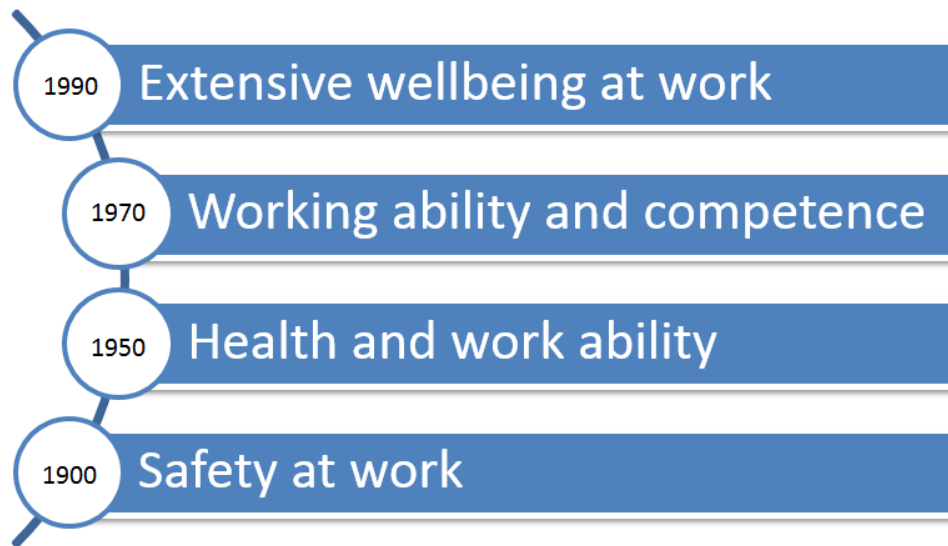 1990 Extensive wellbeing at work
1970 Working ability and competence
1950 Health and work ability
1900 Safety at work